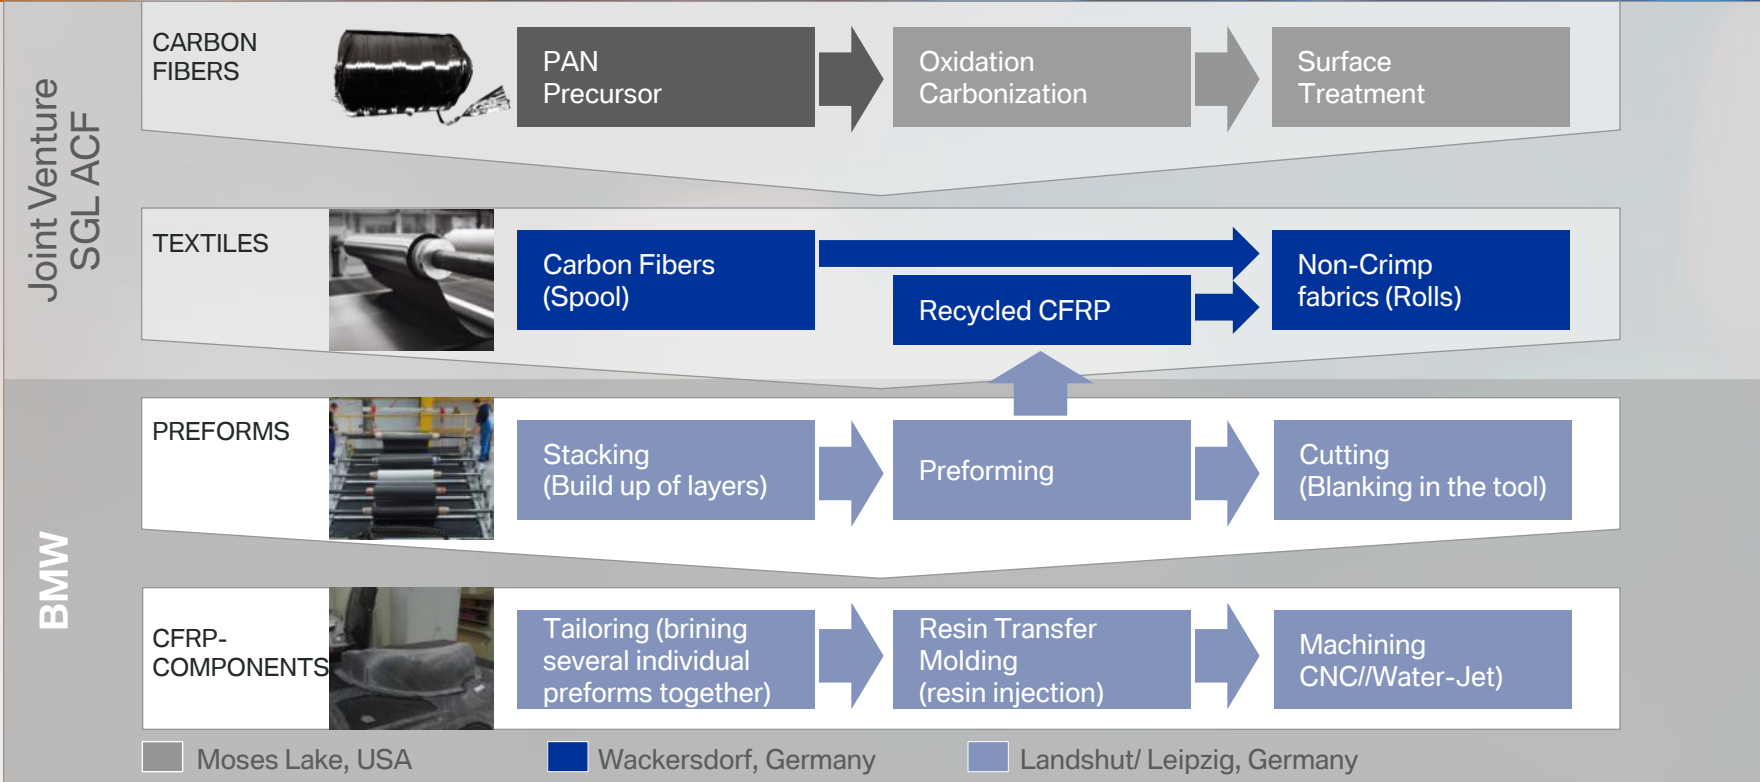 Joint Venture
SGL ACF
CARBON
FIBERS
PAN
Precursor
Oxidation
Carbonization
Surface
Treatment
TEXTILES
Carbon Fibers
(Spool)
Recycled CFRP
Non-Crimp
fabrics (Rolls)
BMW
PREFORMS
Stacking
(Build up of layers)
Preforming
Cutting
(Blanking in the tool)
CFRP-
COMPONENTS
Tailoring (brining
several individual
preforms together)
Resin Transfer
Molding
(resin injection)
Machining
CNC//Water-Jet)
Moses Lake, USA
Wackersdorf, Germany
Landshut/ Leipzig, Germany